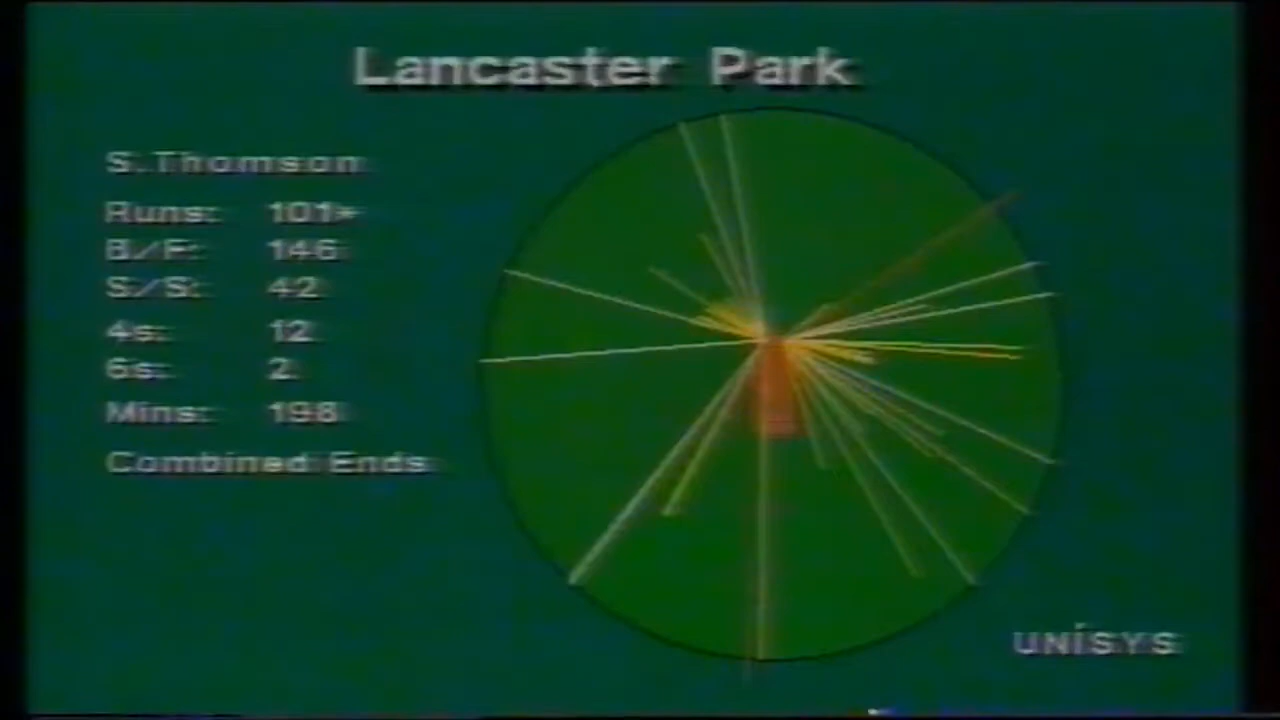 Lancaster Park
S.Thomson
Runs: 101*
B/F: 146
S/S: 42
4s: 12
6s: 2
Mins: 198
Combined Ends
UNiSYS